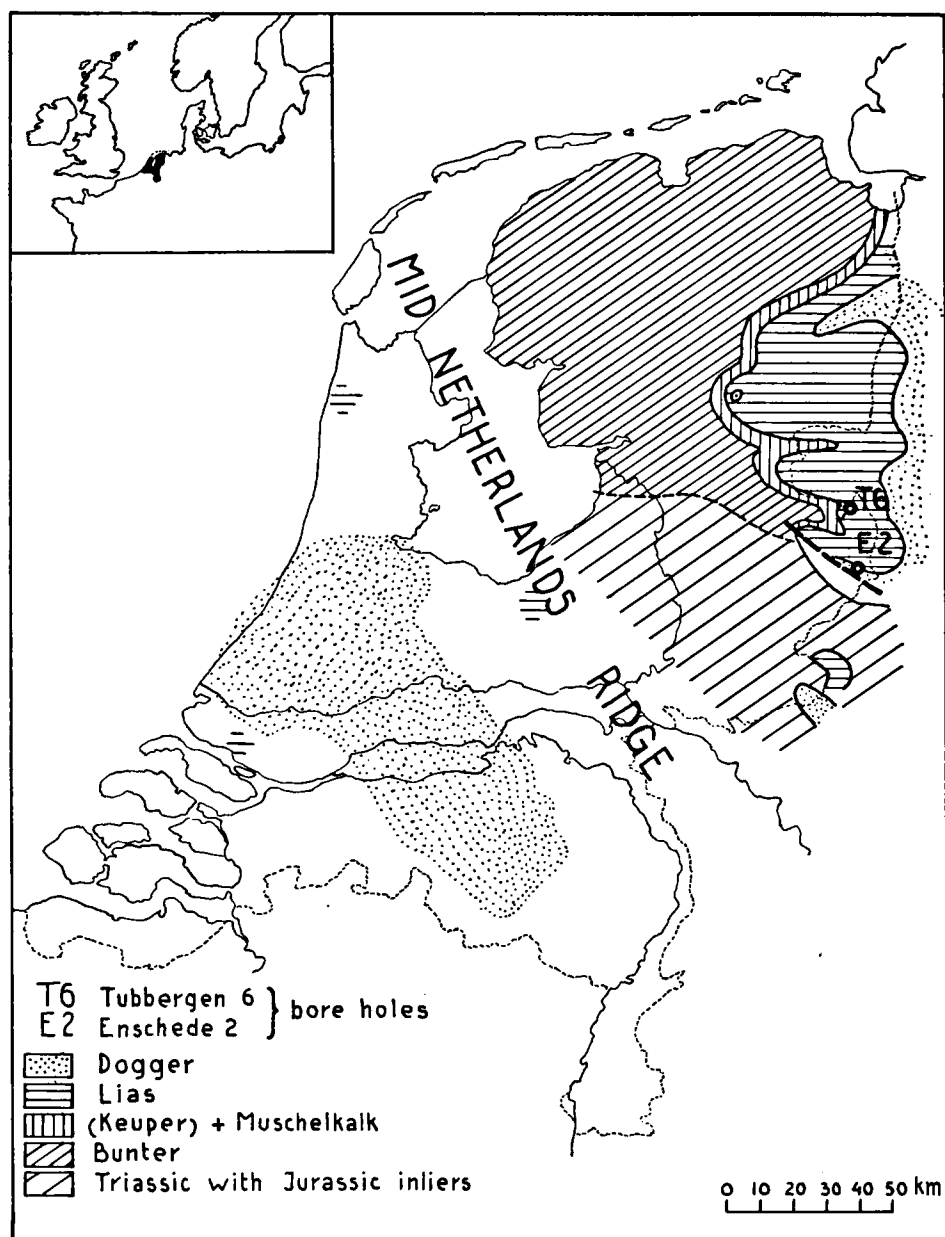 MID
NETHERLANDS
RIDGE
T6
E2
T6 Tubbergen 6
E2 Enschede 2
} bore holes
Dogger
Lias
(Keuper) + Muschelkalk
Bunter
Triassic with Jurassic inliers
0 10 20 30 40 50 km